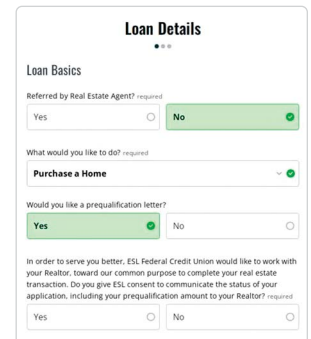 Loan Details
Loan Basics
Referred by Real Estate Agent? required
Yes No
What would you like to do? required
Purchase a Home
Would you like a prequalification letter?
Yes No
In order to serve you better, ESL Federal Credit Union would like to work with
your Realtor, toward our common purpose to complete your real estate
transaction. Do you give ESL consent to communicate the status of your
application, including your prequalification amount to your Realtor? required
Yes No